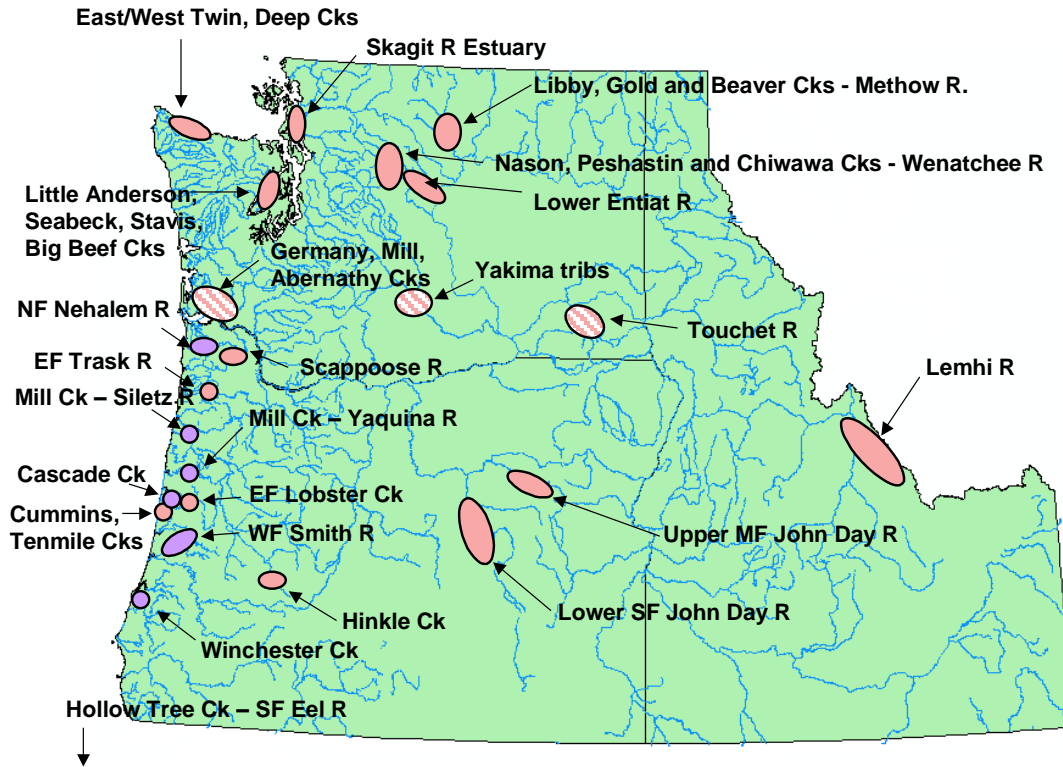 East/West Twin, Deep Cks
Skagit R Estuary
Libby, Gold and Beaver Cks - Methow R.
Nason, Peshastin and Chiwawa Cks - Wenatchee R
Lower Entiat R
Little Anderson,
Seabeck, Stavis,
Big Beef Cks
Germany, Mill,
Abernathy Cks
Yakima tribs
NF Nehalem R
Touchet R
EF Trask R
Scappoose R
Lemhi R
Mill Ck – Siletz R
Mill Ck – Yaquina R
Cascade Ck
EF Lobster Ck
Cummins,
Tenmile Cks
WF Smith R
Upper MF John Day R
Lower SF John Day R
Hinkle Ck
Winchester Ck
Hollow Tree Ck – SF Eel R